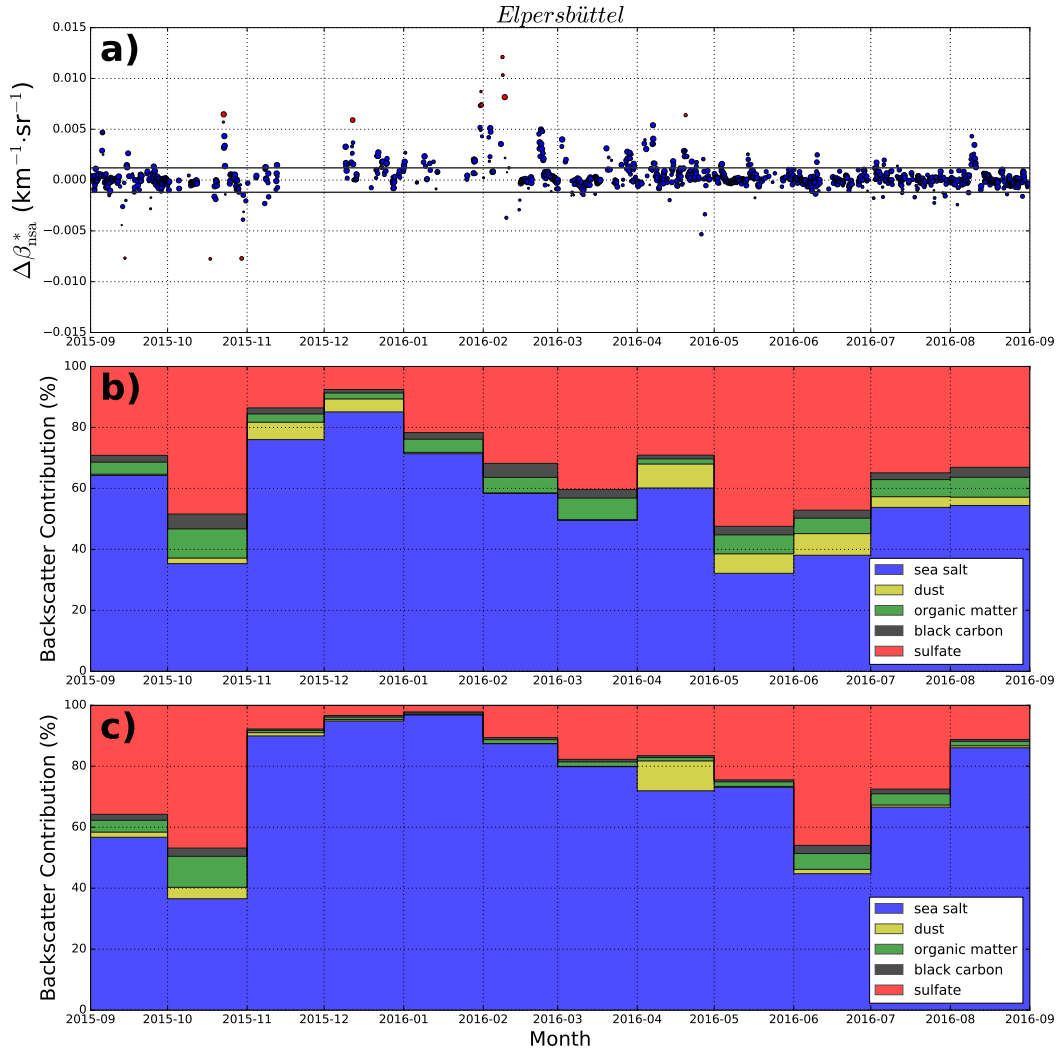 Elpersbüttel
a)
Δβ*nsa (km⁻¹·sr⁻¹)
0.015
0.010
0.005
0.000
−0.005
−0.010
−0.015
2015-09 2015-10 2015-11 2015-12 2016-01 2016-02 2016-03 2016-04 2016-05 2016-06 2016-07 2016-08 2016-09
b)
Backscatter Contribution (%)
100
80
60
40
20
0
sea salt
dust
organic matter
black carbon
sulfate
2015-09 2015-10 2015-11 2015-12 2016-01 2016-02 2016-03 2016-04 2016-05 2016-06 2016-07 2016-08 2016-09
c)
Backscatter Contribution (%)
100
80
60
40
20
0
sea salt
dust
organic matter
black carbon
sulfate
2015-09 2015-10 2015-11 2015-12 2016-01 2016-02 2016-03 2016-04 2016-05 2016-06 2016-07 2016-08 2016-09
Month